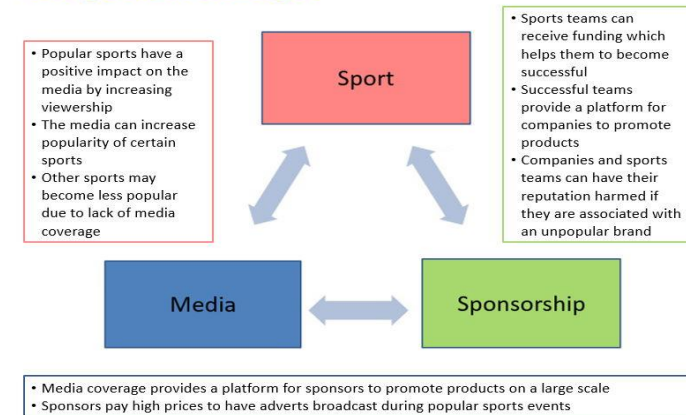 • Popular sports have a
positive impact on the
media by increasing
viewership
• The media can increase
popularity of certain
sports
• Other sports may
become less popular
due to lack of media
coverage
Sport
• Sports teams can
receive funding which
helps them to become
successful
• Successful teams
provide a platform for
companies to promote
products
• Companies and sports
teams can have their
reputation harmed if
they are associated with
an unpopular brand
Media
Sponsorship
• Media coverage provides a platform for sponsors to promote products on a large scale
• Sponsors pay high prices to have adverts broadcast during popular sports events